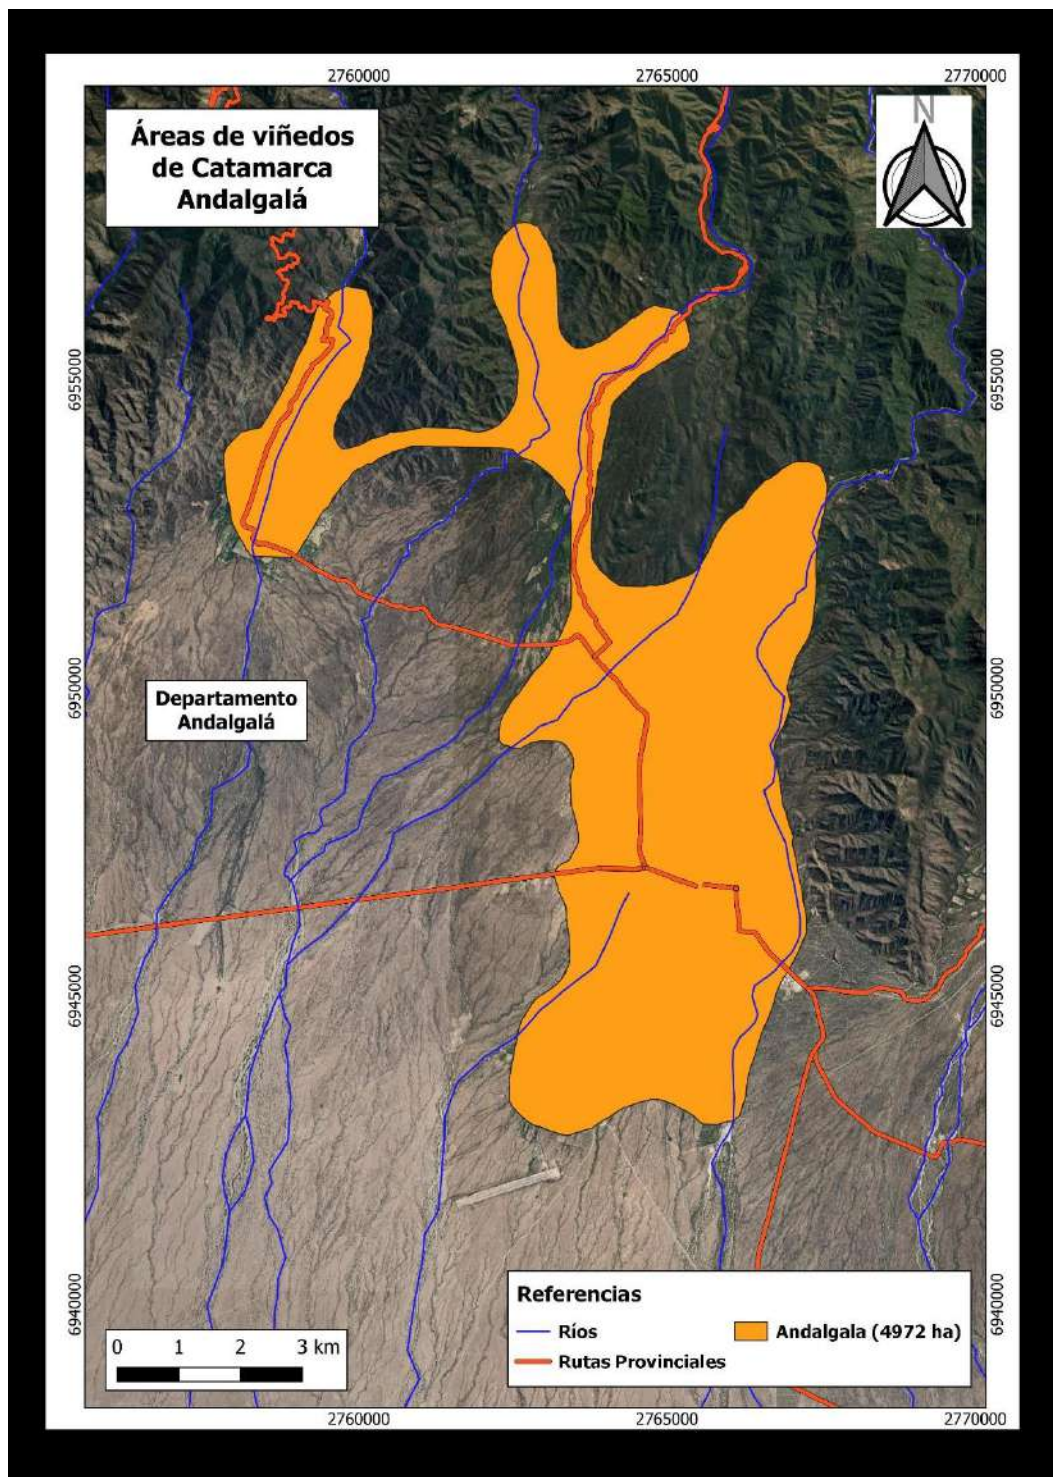 2760000
2765000
2770000
Áreas de viñedos
de Catamarca
Andalgalá
N
6955000
6955000
6950000
6950000
Departamento
Andalgalá
6945000
6945000
6940000
6940000
Referencias
Ríos
Andalgala (4972 ha)
Rutas Provinciales
0 1 2 3 km
2760000
2765000
2770000